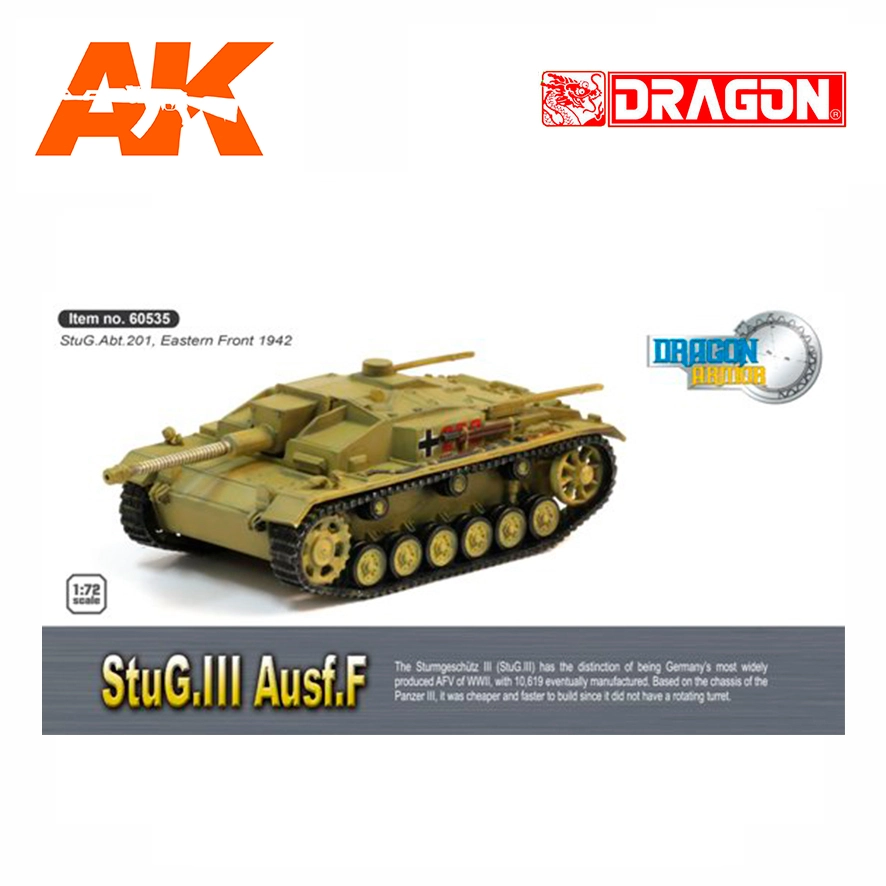 AK
DRAGON®
Item no. 60535
StuG.Abt.201, Eastern Front 1942
DRAGON
ARMOR
1:72
scale
StuG.III Ausf.F
The Sturmgeschütz III (StuG.III) has the distinction of being Germany's most widely
produced AFV of WWII, with 10,619 eventually manufactured. Based on the chassis of the
Panzer III, it was cheaper and faster to build since it did not have a rotating turret.